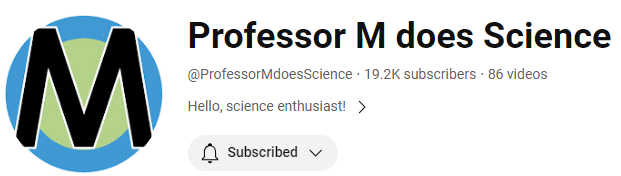 M
Professor M does Science
@ProfessorMdoesScience · 19.2K subscribers · 86 videos
Hello, science enthusiast!
Subscribed